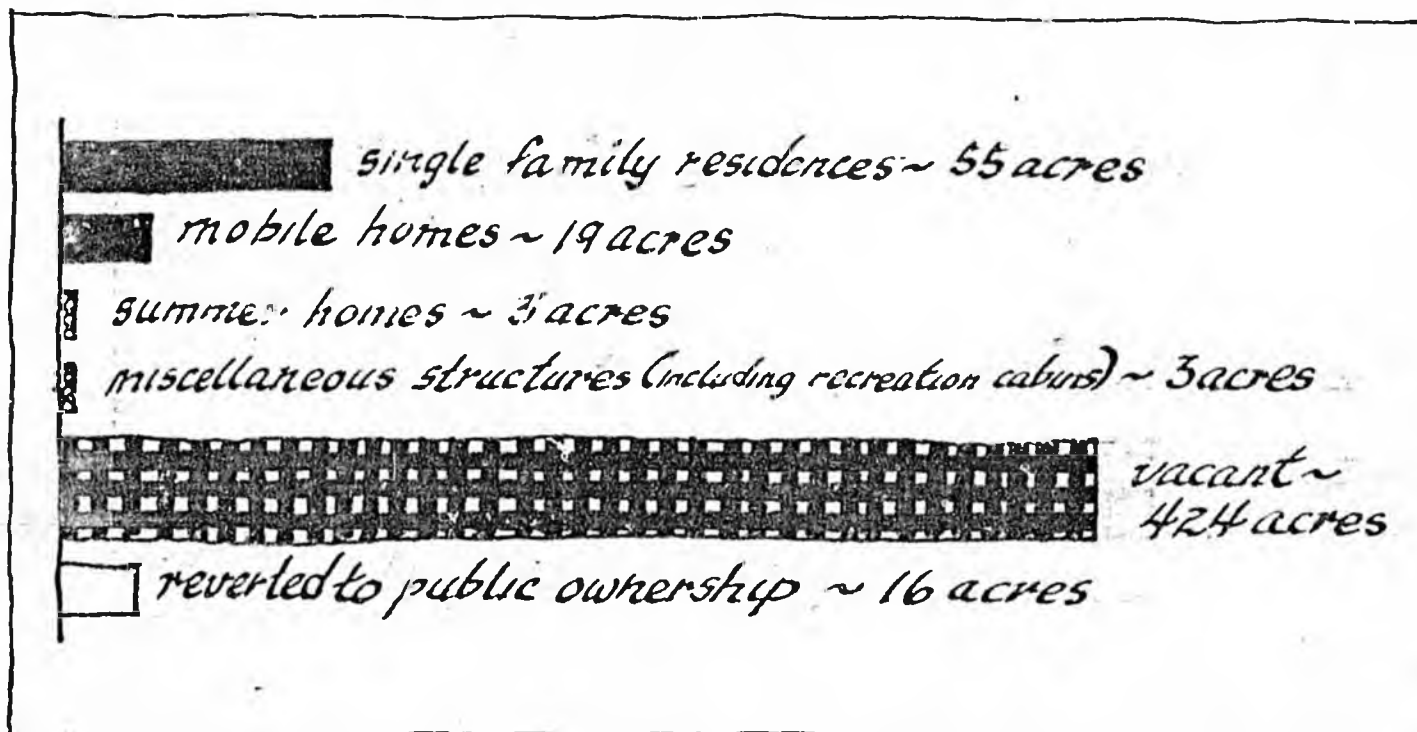 single family residences ~ 55 acres
mobile homes ~ 19 acres
summer homes ~ 3 acres
miscellaneous structures (including recreation cabins) ~ 3 acres
vacant ~
424 acres
reverted to public ownership ~ 16 acres